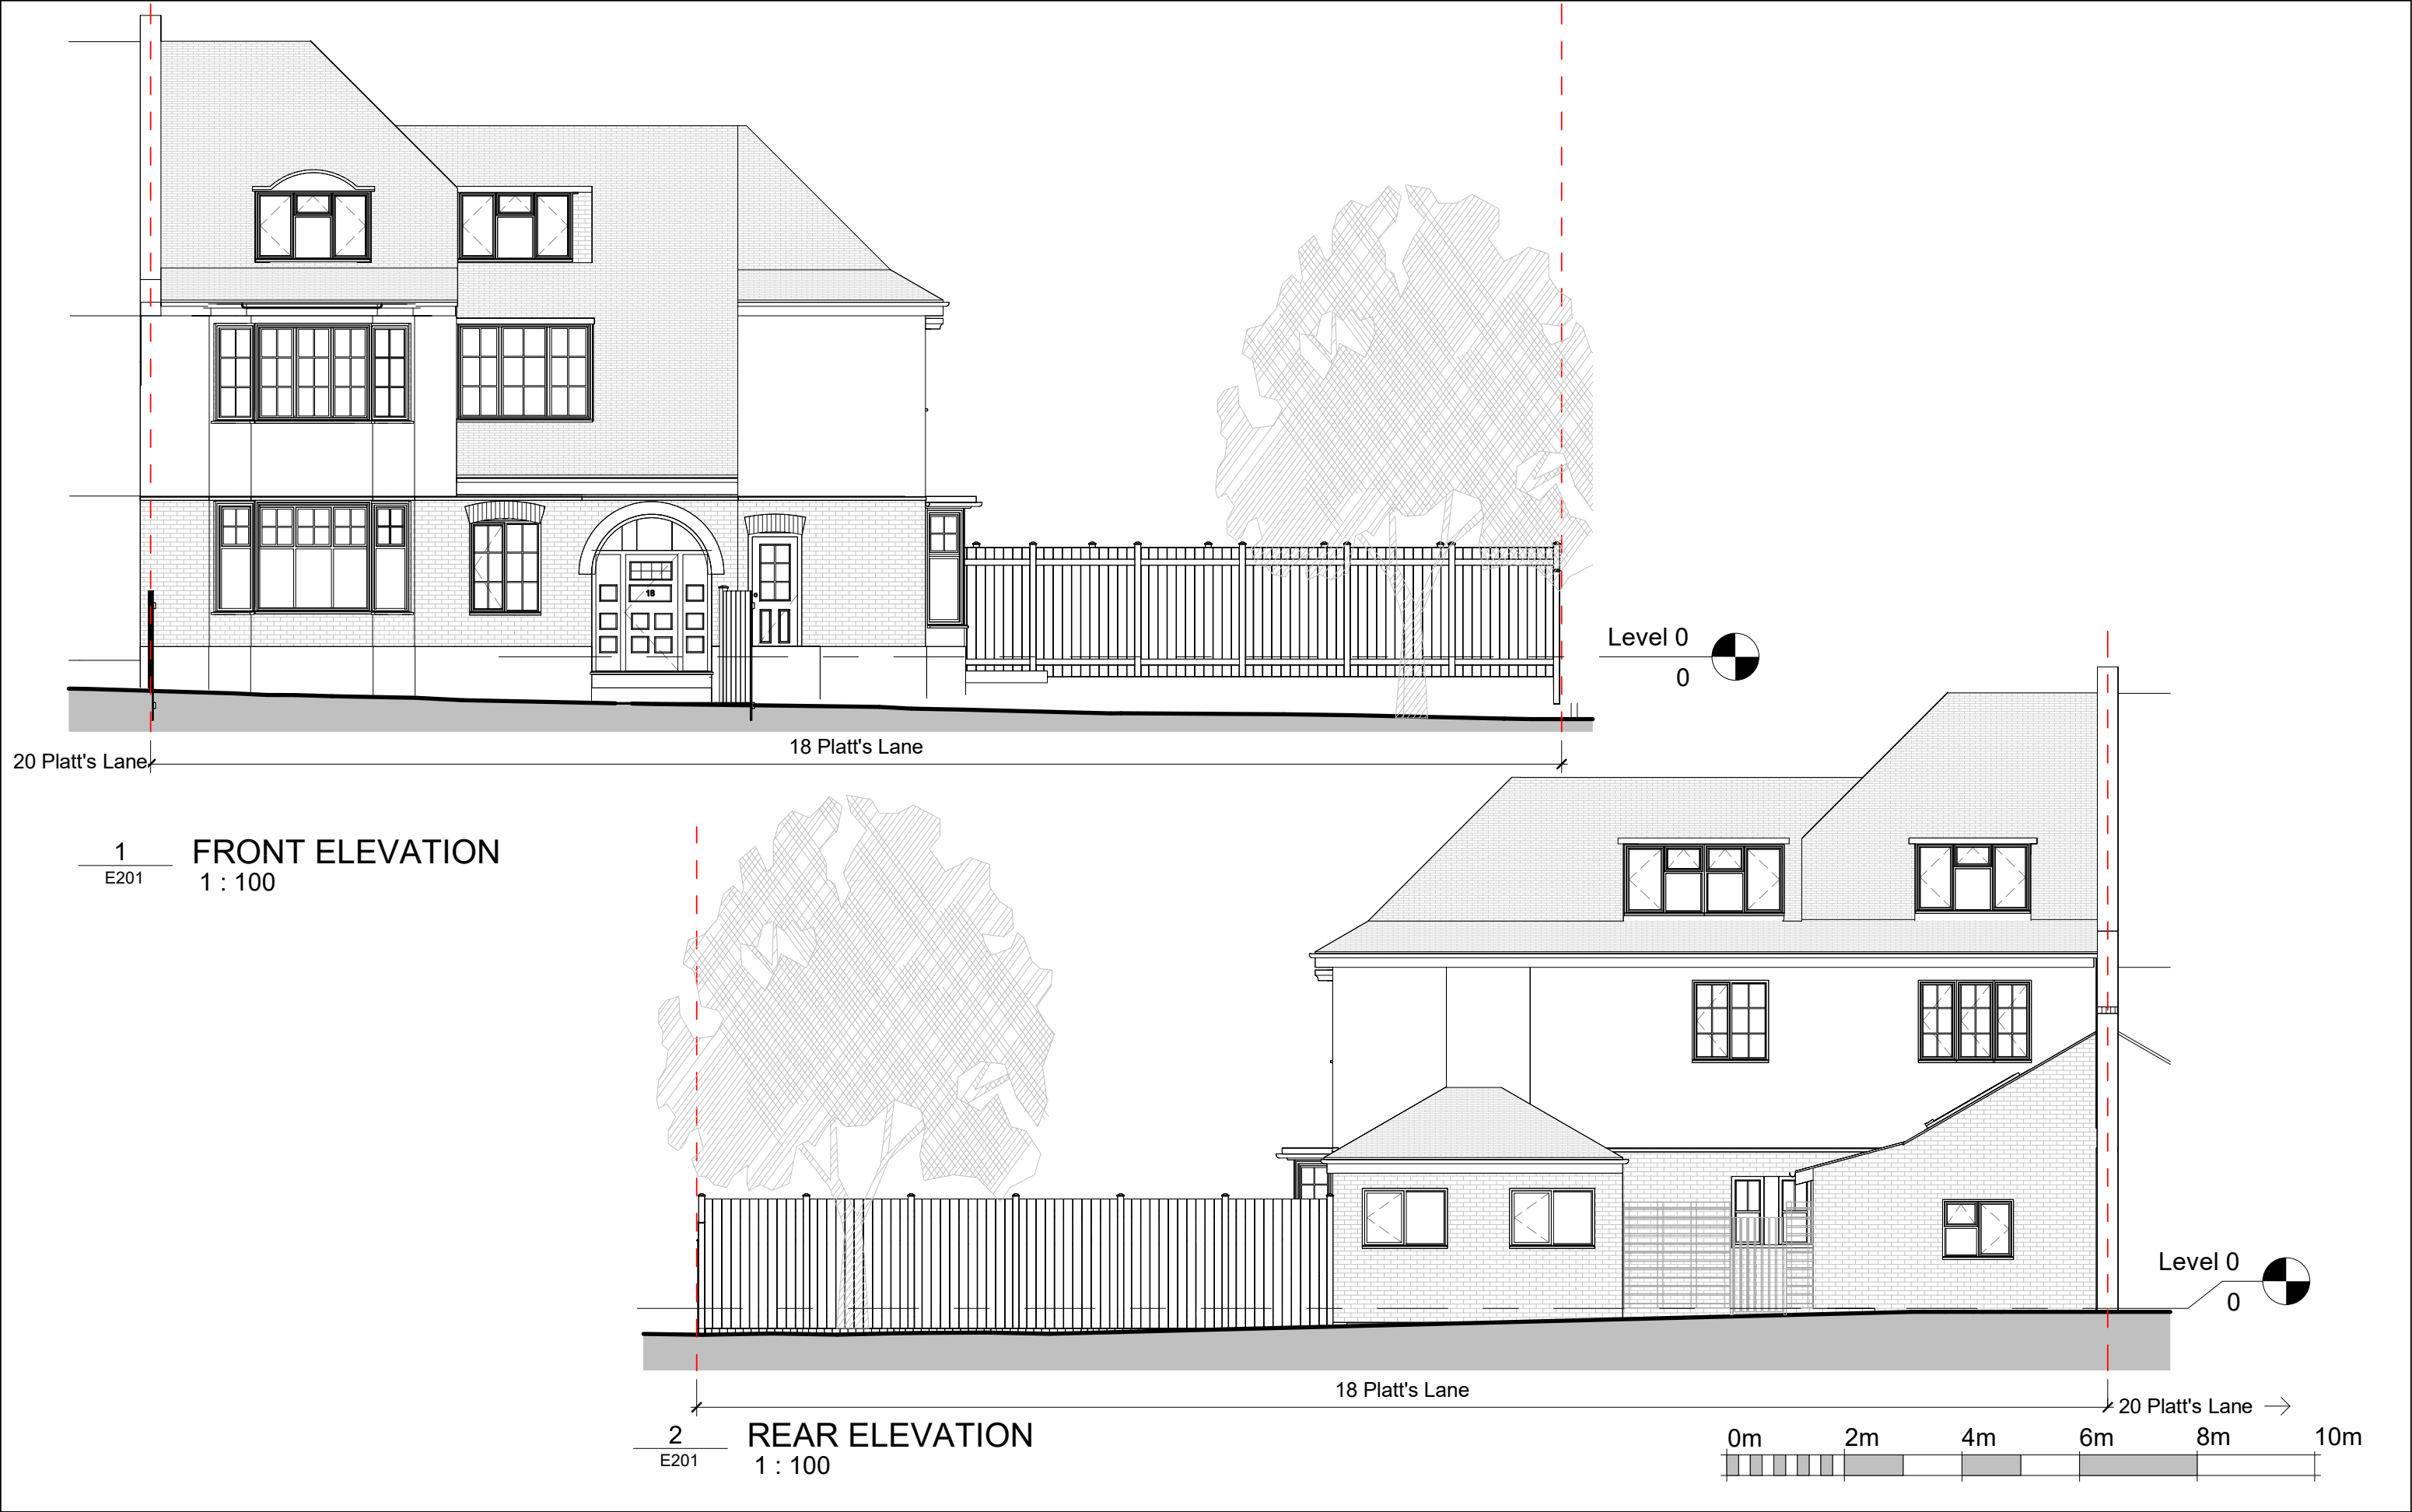 18
Level 0
0
18 Platt's Lane
20 Platt's Lane
1
E201
FRONT ELEVATION
1 : 100
Level 0
0
18 Platt's Lane
20 Platt's Lane
2
E201
REAR ELEVATION
1 : 100
0m 2m 4m 6m 8m 10m